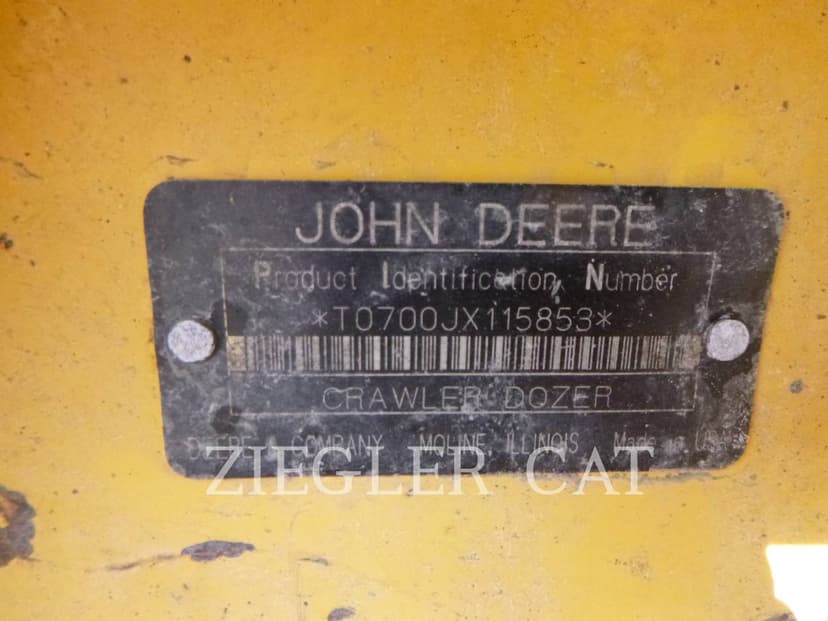 JOHN DEERE
Product Identification Number
*T0700JX115853*
CRAWLER DOZER
DEERE & COMPANY MOLINE ILLINOIS Made in USA
ZIEGLER CAT